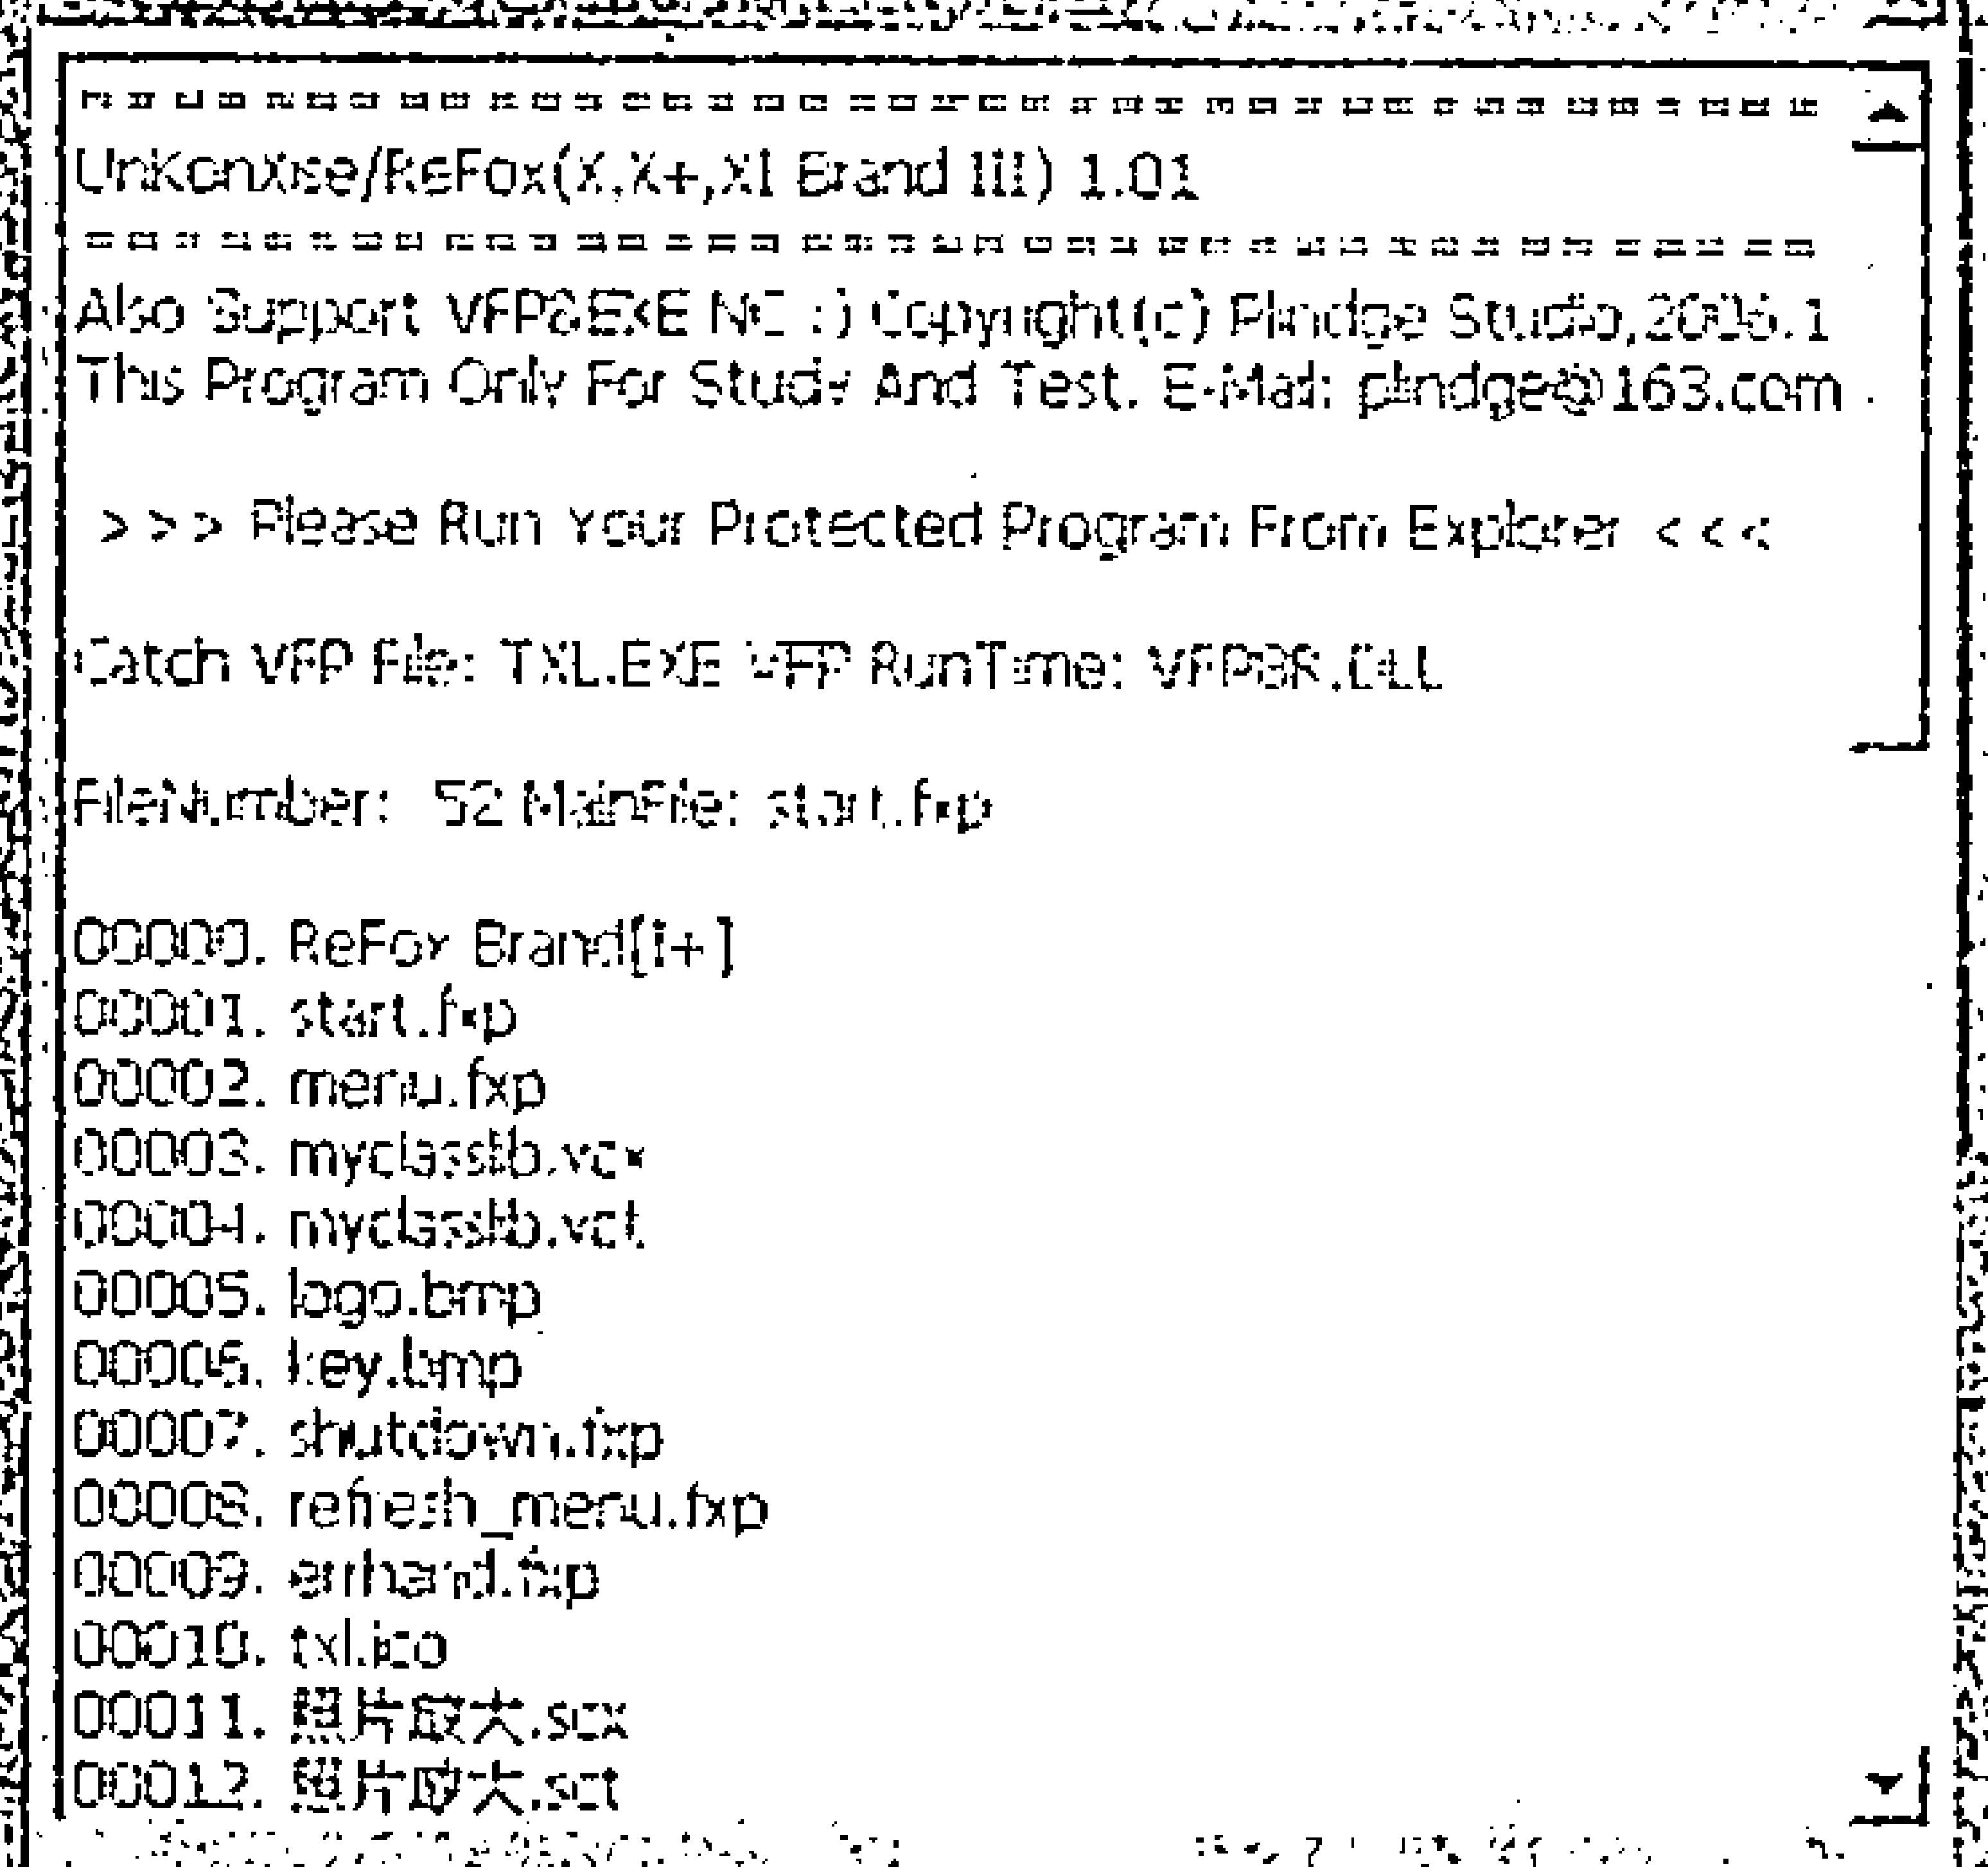 ====================================
UnKonXise/ReFox(X,X+,XI Brand III) 1.01
====================================
Also Support VFP&EXE NC :) Copyright(c) Plindge Studio,2006.1
This Program Only For Study And Test. E-Mail: plindge@163.com
>>> Please Run Your Protected Program From Explorer <<<
Catch VFP File: TXL.EXE VFP RunTime: VFP8R.DLL
FileNumber: 52 MainFile: start.fxp
00000. ReFox Brand[i+]
00001. start.fxp
00002. menu.fxp
00003. myclasslib.vcx
00004. myclasslib.vct
00005. logo.bmp
00006. key.bmp
00007. shutdown.fxp
00008. refresh_menu.fxp
00009. errhand.fxp
00010. txl.ico
00011. 照片放大.scx
00012. 照片放大.sct